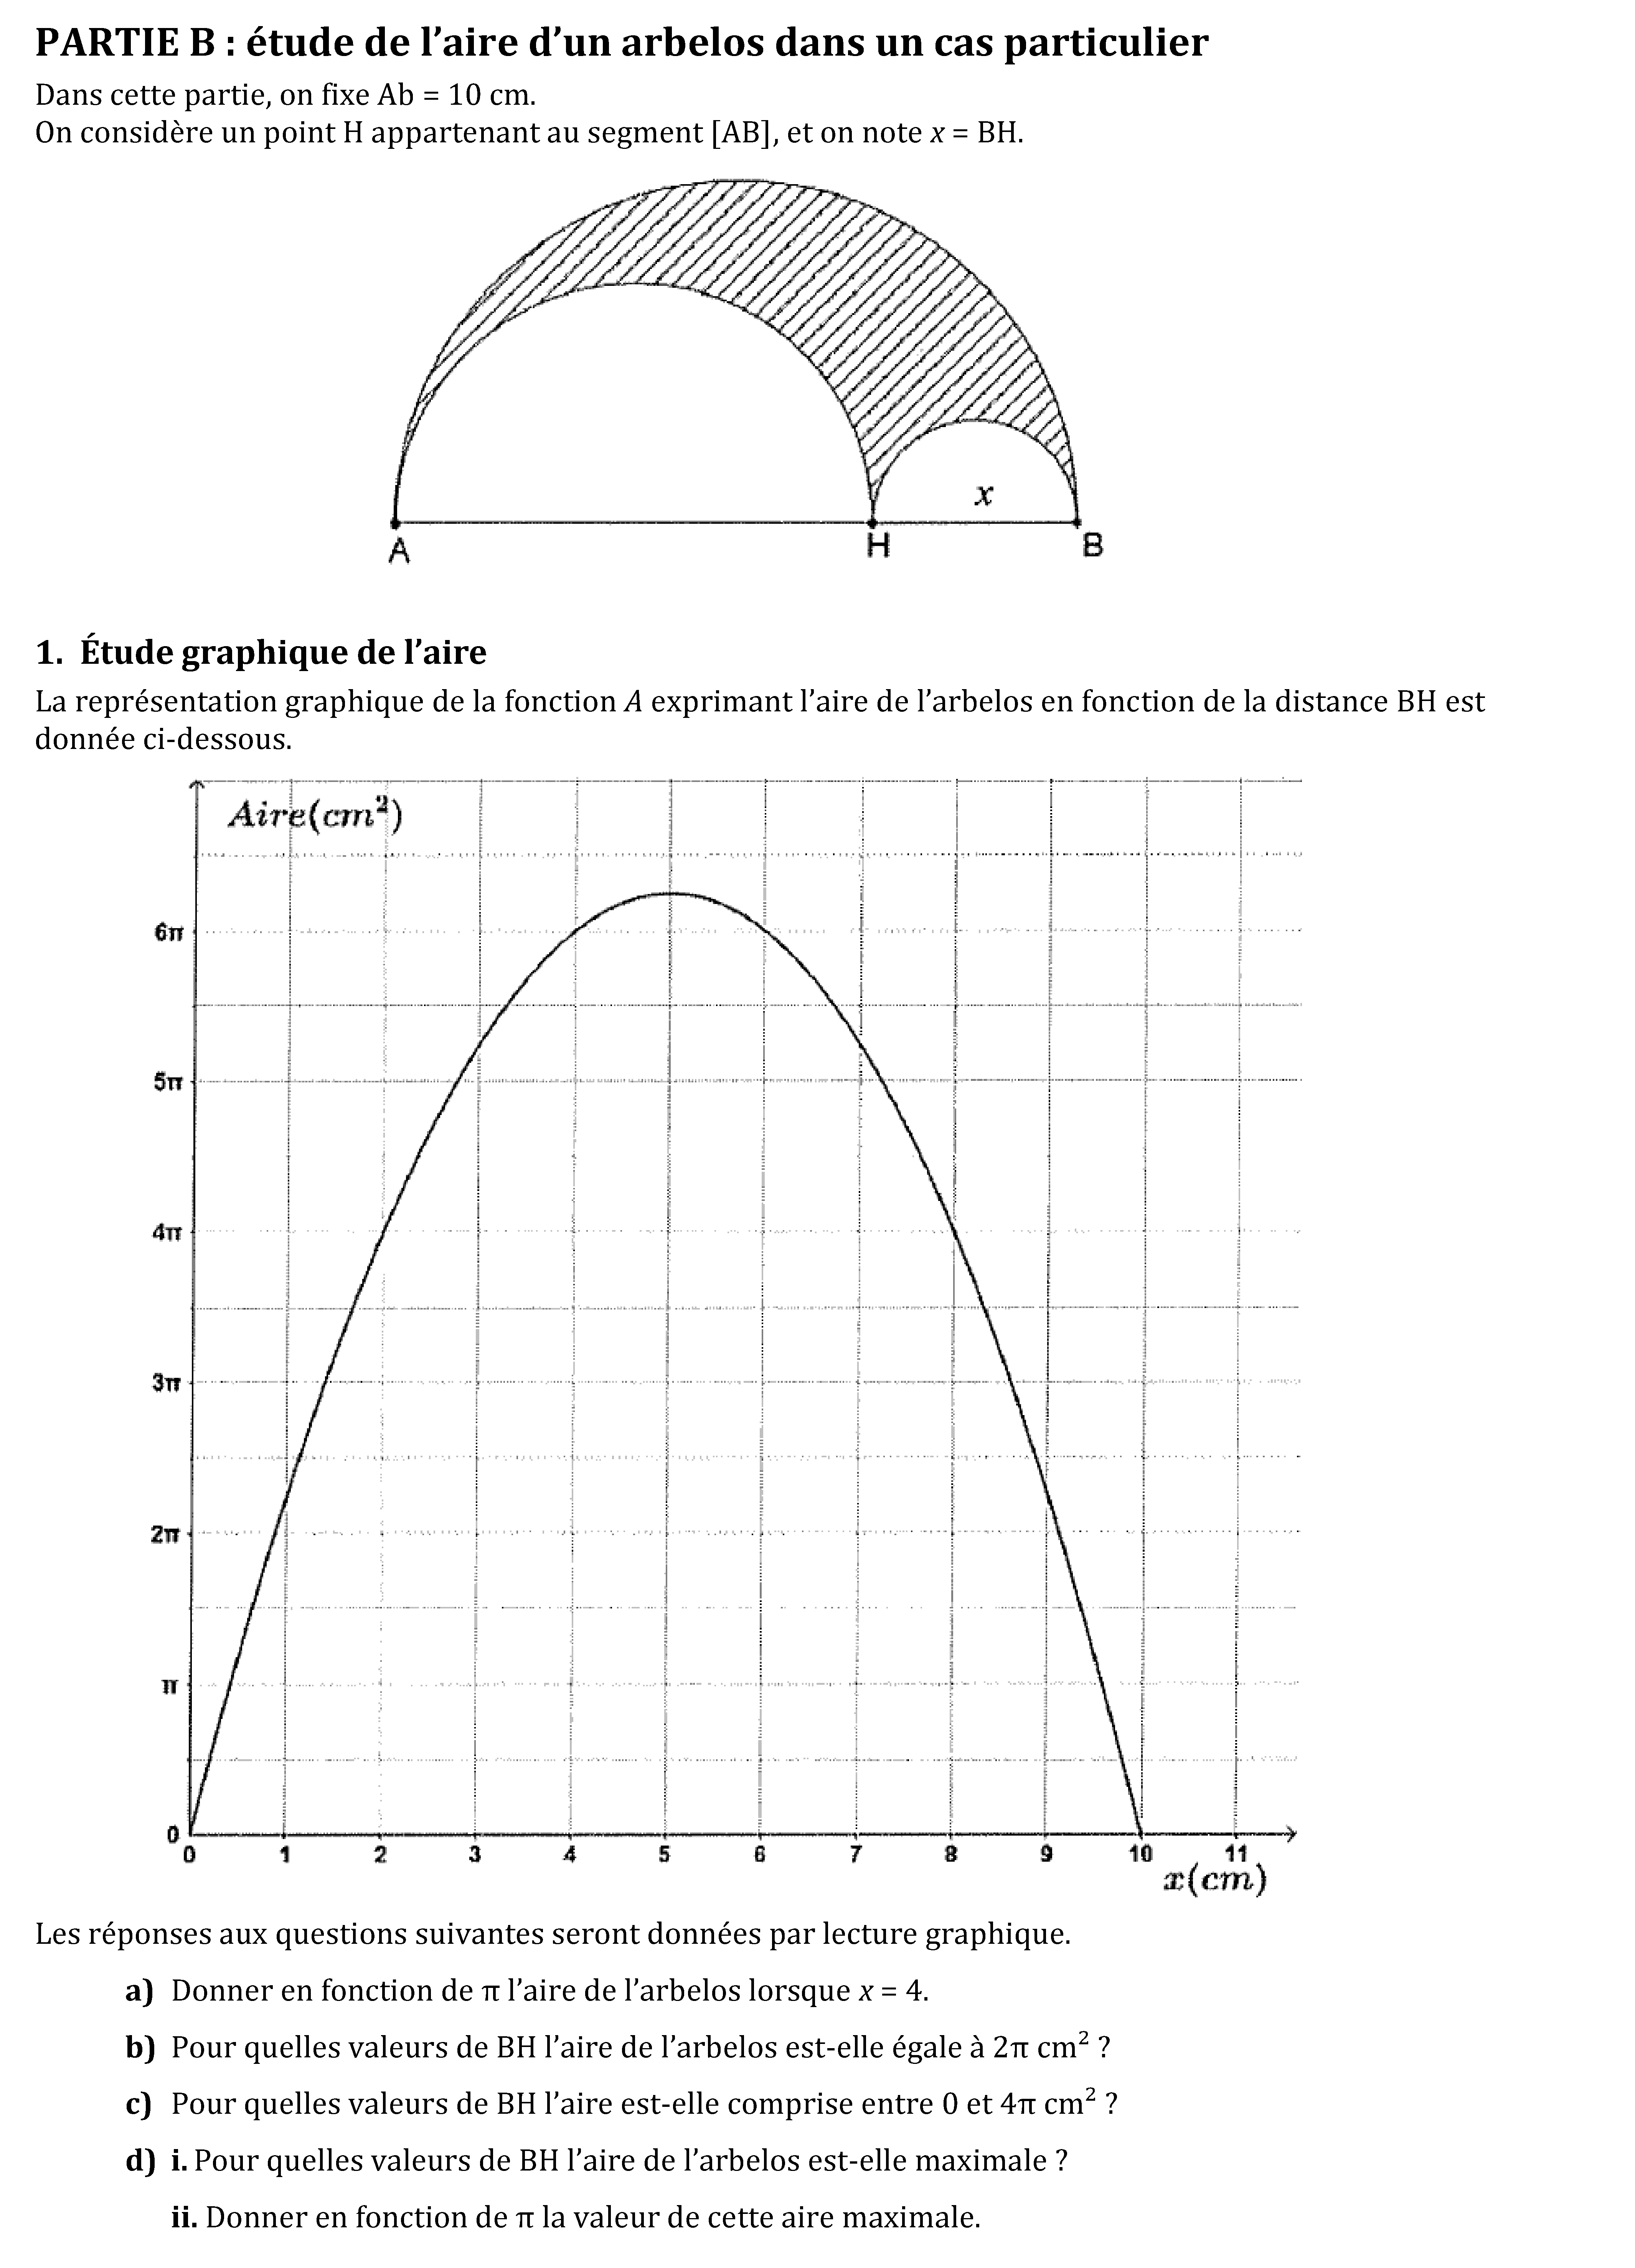 PARTIE B : étude de l’aire d’un arbelos dans un cas particulier
Dans cette partie, on fixe Ab = 10 cm.
On considère un point H appartenant au segment [AB], et on note x = BH.
x
A H B
1. Étude graphique de l’aire
La représentation graphique de la fonction A exprimant l’aire de l’arbelos en fonction de la distance BH est
donnée ci-dessous.
Aire(cm²)
6π
5π
4π
3π
2π
π
0
0 1 2 3 4 5 6 7 8 9 10 11
x(cm)
Les réponses aux questions suivantes seront données par lecture graphique.
a) Donner en fonction de π l’aire de l’arbelos lorsque x = 4.
b) Pour quelles valeurs de BH l’aire de l’arbelos est-elle égale à 2π cm² ?
c) Pour quelles valeurs de BH l’aire est-elle comprise entre 0 et 4π cm² ?
d) i. Pour quelles valeurs de BH l’aire de l’arbelos est-elle maximale ?
ii. Donner en fonction de π la valeur de cette aire maximale.